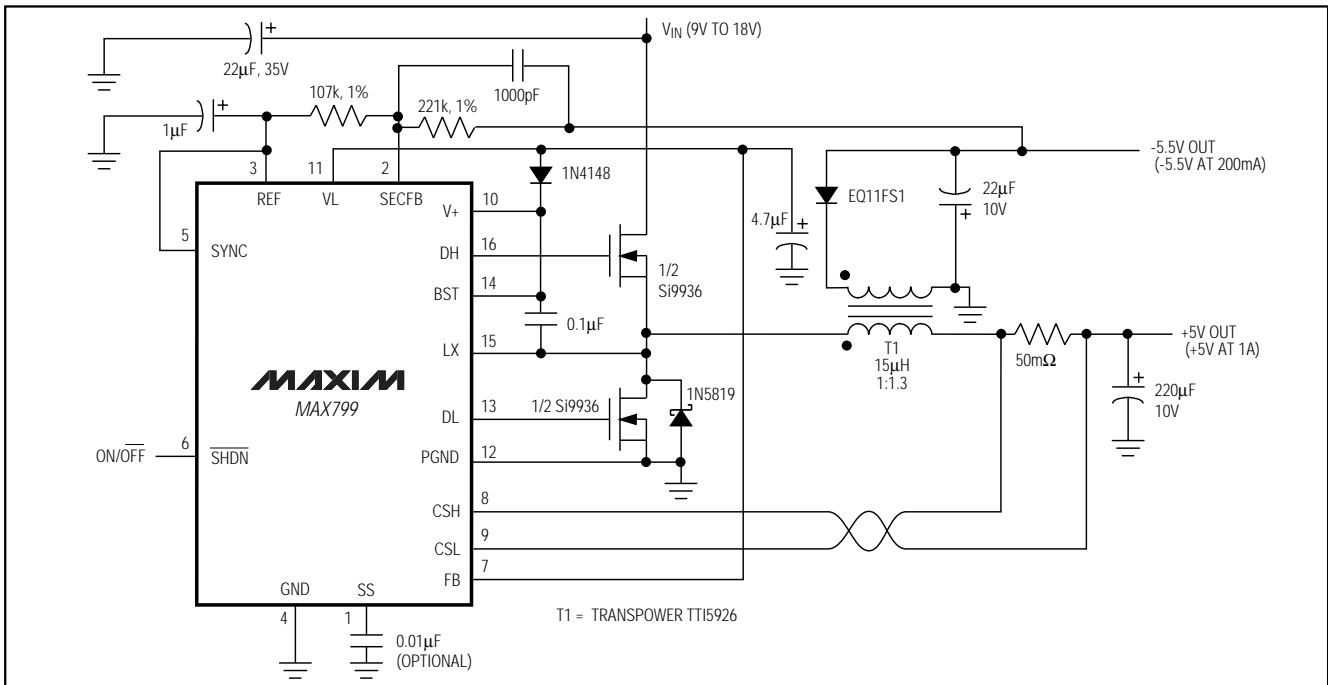 VIN (9V TO 18V)
+
22µF, 35V
107k, 1%
1000pF
221k, 1%
+
1µF
-5.5V OUT
(-5.5V AT 200mA)
3
11
2
1N4148
REF
VL
SECFB
EQ11FS1
22µF
10V
+
10
V+
4.7µF
+
5
SYNC
16
DH
1/2
Si9936
14
BST
0.1µF
15
LX
T1
15µH
1:1.3
50mΩ
+5V OUT
(+5V AT 1A)
MAXIM
MAX799
+
220µF
10V
13
DL
1/2 Si9936
1N5819
6
ON/OFF
SHDN
12
PGND
8
CSH
9
CSL
7
FB
GND
SS
4
1
T1 = TRANSPOWER TTI5926
0.01µF
(OPTIONAL)